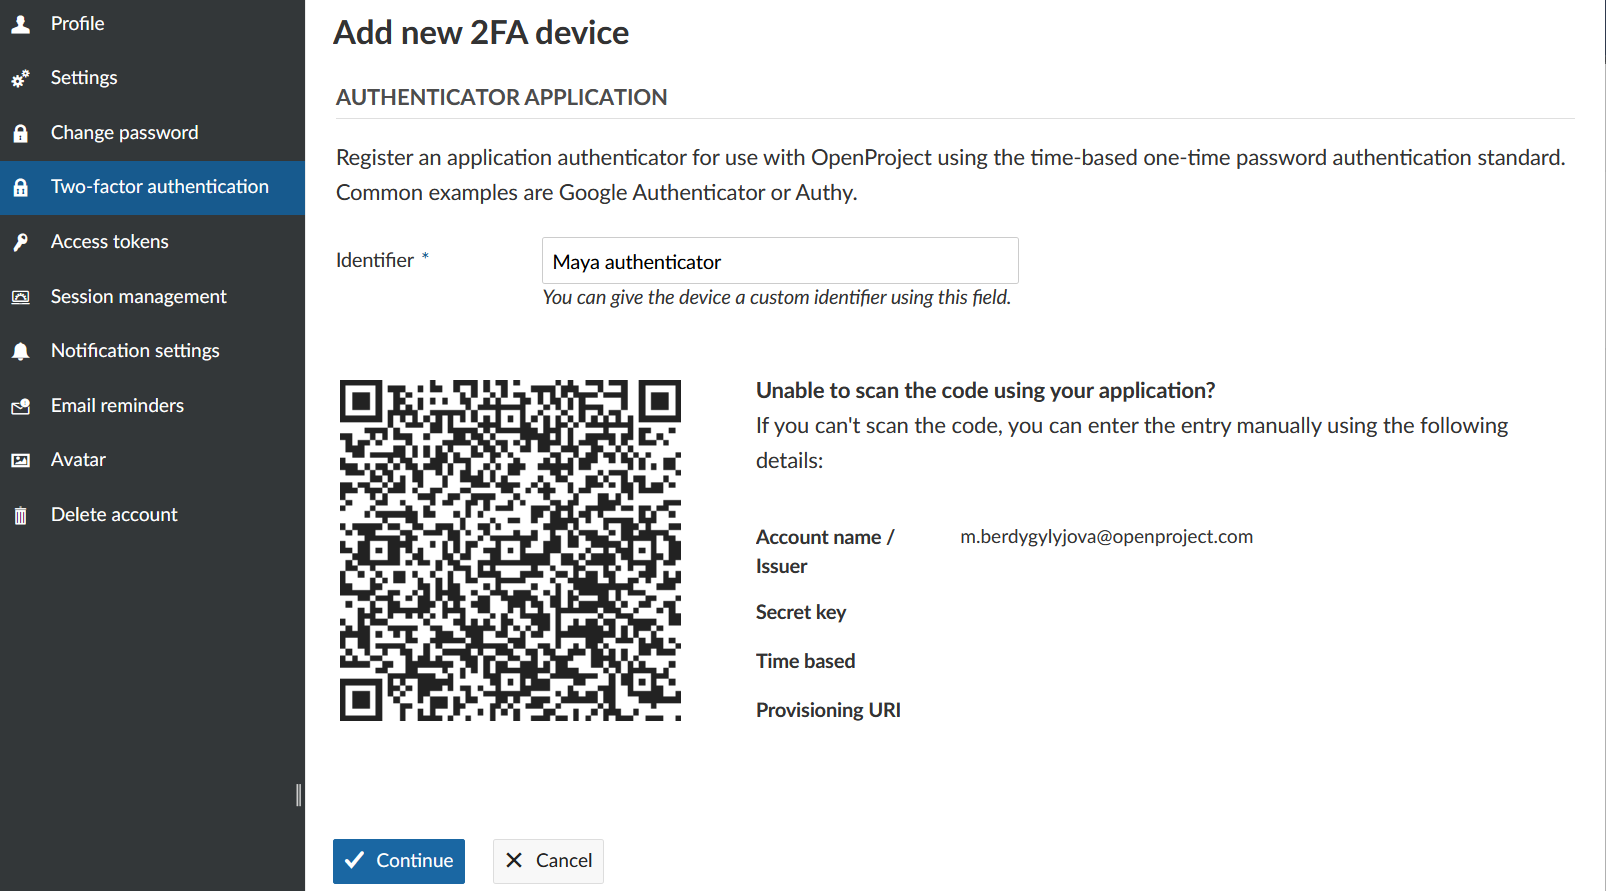 Profile
Settings
Change password
Two-factor authentication
Access tokens
Session management
Notification settings
Email reminders
Avatar
Delete account
Add new 2FA device
AUTHENTICATOR APPLICATION
Register an application authenticator for use with OpenProject using the time-based one-time password authentication standard.
Common examples are Google Authenticator or Authy.
Identifier *
Maya authenticator
You can give the device a custom identifier using this field.
Unable to scan the code using your application?
If you can't scan the code, you can enter the entry manually using the following
details:
Account name / m.berdygylyjova@openproject.com
Issuer
Secret key
Time based
Provisioning URI
Continue
Cancel